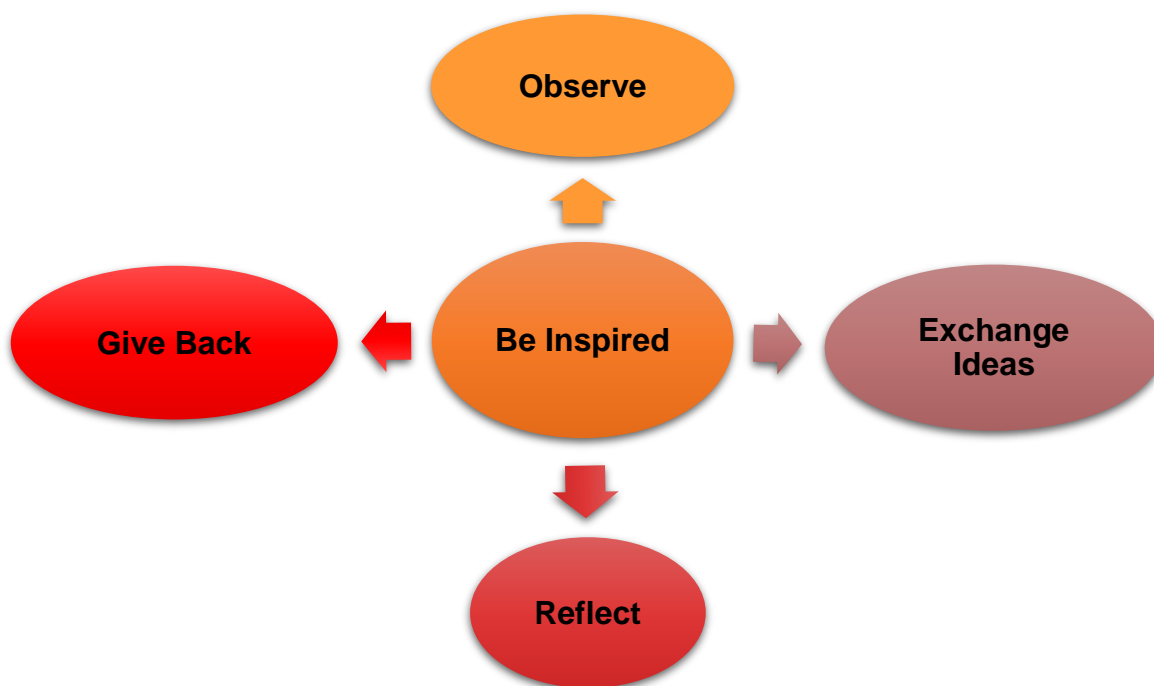 Observe
Give Back
Be Inspired
Exchange
Ideas
Reflect